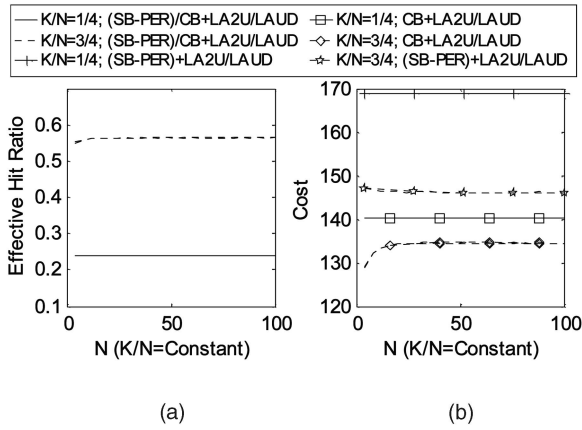 K/N=1/4; (SB-PER)/CB+LA2U/LAUD
K/N=3/4; (SB-PER)/CB+LA2U/LAUD
K/N=1/4; (SB-PER)+LA2U/LAUD
K/N=1/4; CB+LA2U/LAUD
K/N=3/4; CB+LA2U/LAUD
K/N=3/4; (SB-PER)+LA2U/LAUD
Effective Hit Ratio
0.6
0.5
0.4
0.3
0.2
0.1
0 50 100
N (K/N=Constant)
(a)
Cost
170
160
150
140
130
120
0 50 100
N (K/N=Constant)
(b)